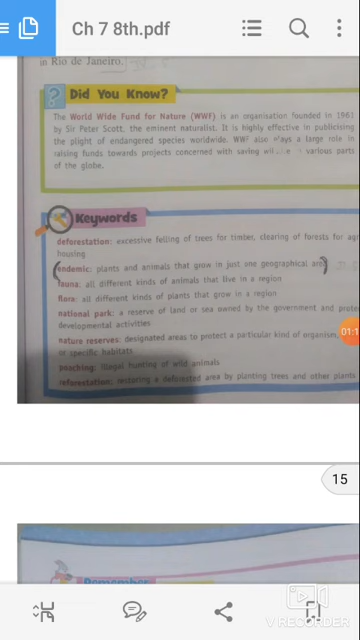 Ch 7 8th.pdf
in Rio de Janeiro.
Did You Know?
The World Wide Fund for Nature (WWF) is an organisation founded in 1961
by Sir Peter Scott, the eminent naturalist. It is highly effective in publicising
the plight of endangered species worldwide. WWF also plays a large role in
raising funds towards projects concerned with saving in various parts
of the globe.
Keywords
deforestation: excessive felling of trees for timber, clearing of forests for
housing
endemic: plants and animals that grow in just one geographical area
fauna: all different kinds of animals that live in a region
flora: all different kinds of plants that grow in a region
national park: a reserve of land or sea owned by the government and
developmental activities
nature reserves: designated areas to protect a particular kind of organism,
or specific habitats
poaching: illegal hunting of wild animals
reforestation: restoring a deforested area by planting trees and other plants
15
Remember
V RECORDER